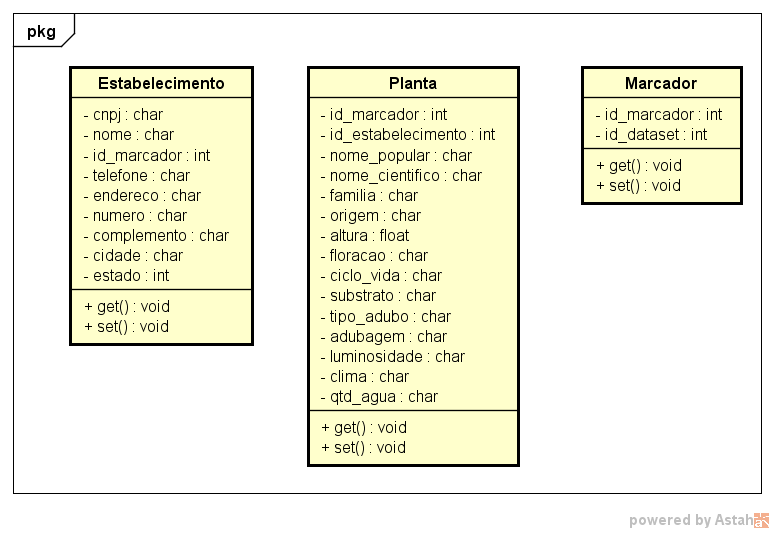 pkg
Estabelecimento
- cnpj : char
- nome : char
- id_marcador : int
- telefone : char
- endereco : char
- numero : char
- complemento : char
- cidade : char
- estado : int
+ get() : void
+ set() : void
Planta
- id_marcador : int
- id_estabelecimento : int
- nome_popular : char
- nome_cientifico : char
- familia : char
- origem : char
- altura : float
- floracao : char
- ciclo_vida : char
- substrato : char
- tipo_adubo : char
- adubagem : char
- luminosidade : char
- clima : char
- qtd_agua : char
+ get() : void
+ set() : void
Marcador
- id_marcador : int
- id_dataset : int
+ get() : void
+ set() : void
powered by Astah